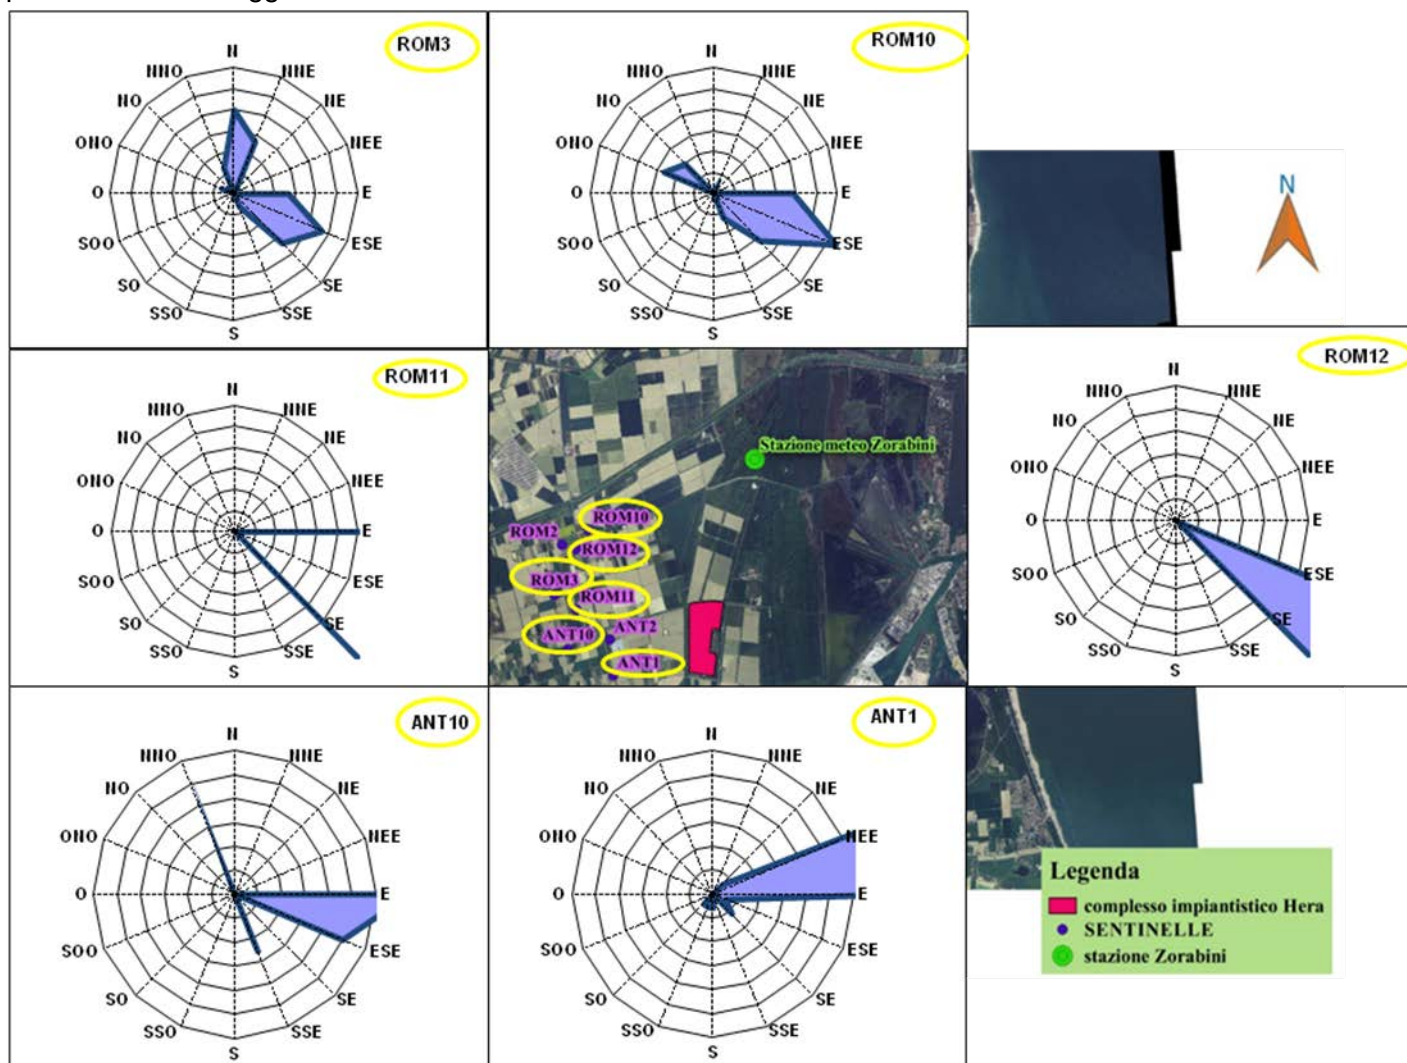 ROM3
N
NNO
NNE
NO
NE
ONO
NEE
O
E
SOO
ESE
SO
SE
SSO
SSE
S
ROM10
N
NNO
NNE
NO
NE
ONO
NEE
O
E
SOO
ESE
SO
SE
SSO
SSE
S
N
ROM11
N
NNO
NNE
NO
NE
ONO
NEE
O
E
SOO
ESE
SO
SE
SSO
SSE
S
Stazione meteo Zorabini
ROM10
ROM2
ROM12
ROM3
ROM11
ANT10
ANT2
ANT1
ROM12
N
NNO
NNE
NO
NE
ONO
NEE
O
E
SOO
ESE
SO
SE
SSO
SSE
S
ANT10
N
NNO
NNE
NO
NE
ONO
NEE
O
E
SOO
ESE
SO
SE
SSO
SSE
S
ANT1
N
NNO
NNE
NO
NE
ONO
NEE
O
E
SOO
ESE
SO
SE
SSO
SSE
S
Legenda
complesso impiantistico Hera
SENTINELLE
stazione Zorabini